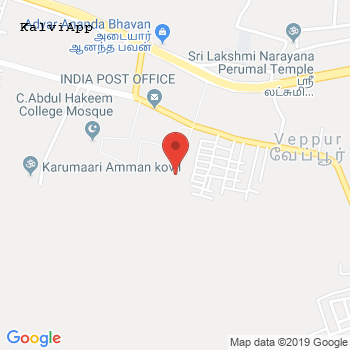 Adyar Ananda Bhavan
KalviApp
அடையார்
ஆனந்த பவன்
Sri Lakshmi Narayana
Perumal Temple
ஸ்ரீ
லட்சுமி...
INDIA POST OFFICE
C.Abdul Hakeem
College Mosque
Veppur
வேப்பூர்
Karumaari Amman kovil
Google
Map data ©2019 Google